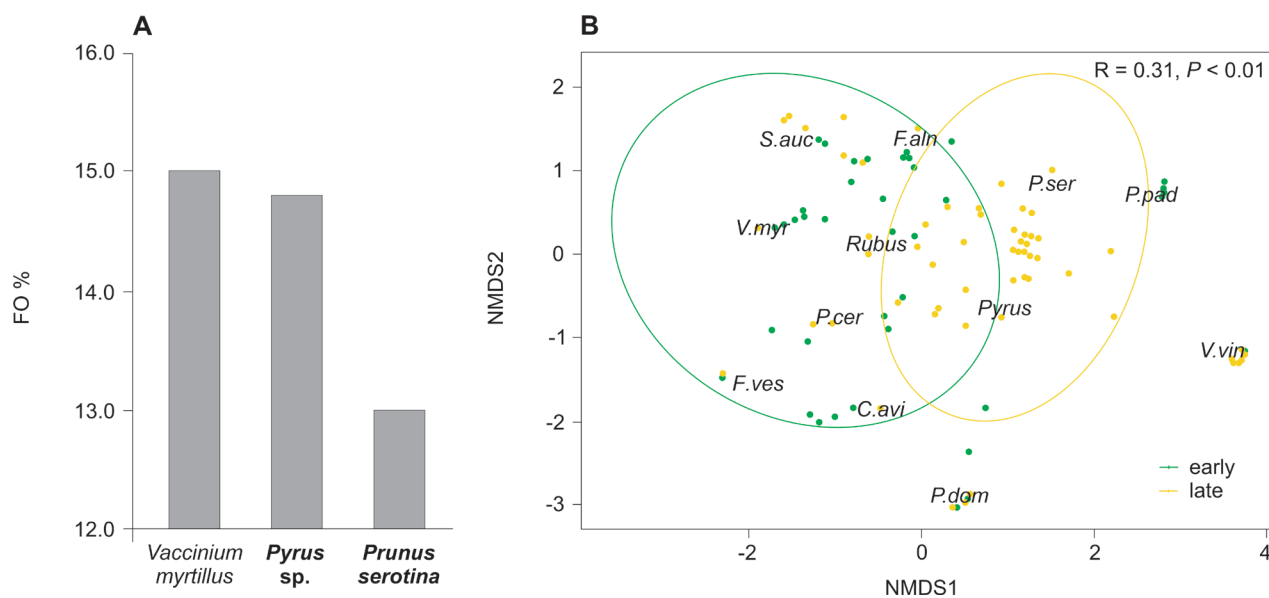 A
16.0
15.0
14.0
13.0
12.0
FO %
Vaccinium
myrtillus
Pyrus
sp.
Prunus
serotina
B
R = 0.31, P < 0.01
2
1
0
-1
-2
-3
NMDS2
S.auc
F.aln
P.ser
P.pad
V.myr
Rubus
P.cer
Pyrus
V.vin
F.ves
C.avi
P.dom
early
late
-2
0
2
4
NMDS1